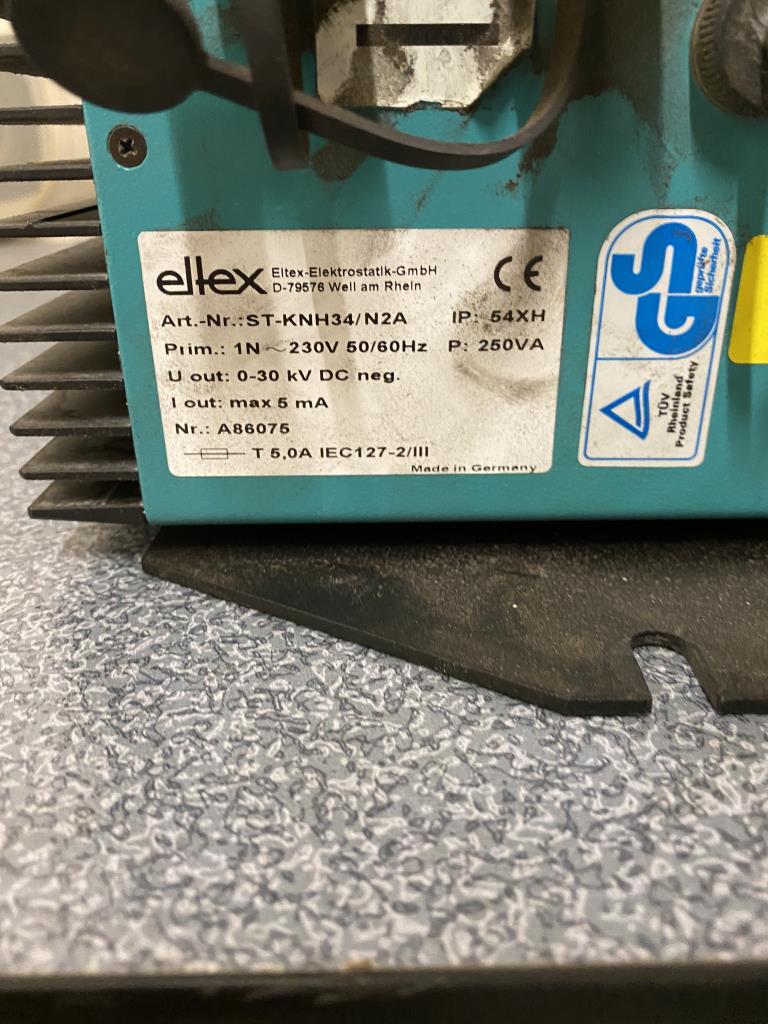 eltex Eltex-Elektrostatik-GmbH
D-79576 Weil am Rhein
CE
Art.-Nr.:ST-KNH34/N2A IP: 54XH
Prim.: 1N ~ 230V 50/60Hz P: 250VA
U out: 0-30 kV DC neg.
I out: max 5 mA
Nr.: A86075
T 5,0A IEC127-2/III
Made in Germany
GS
geprüfte
Sicherheit
TÜV
Rheinland
Product Safety